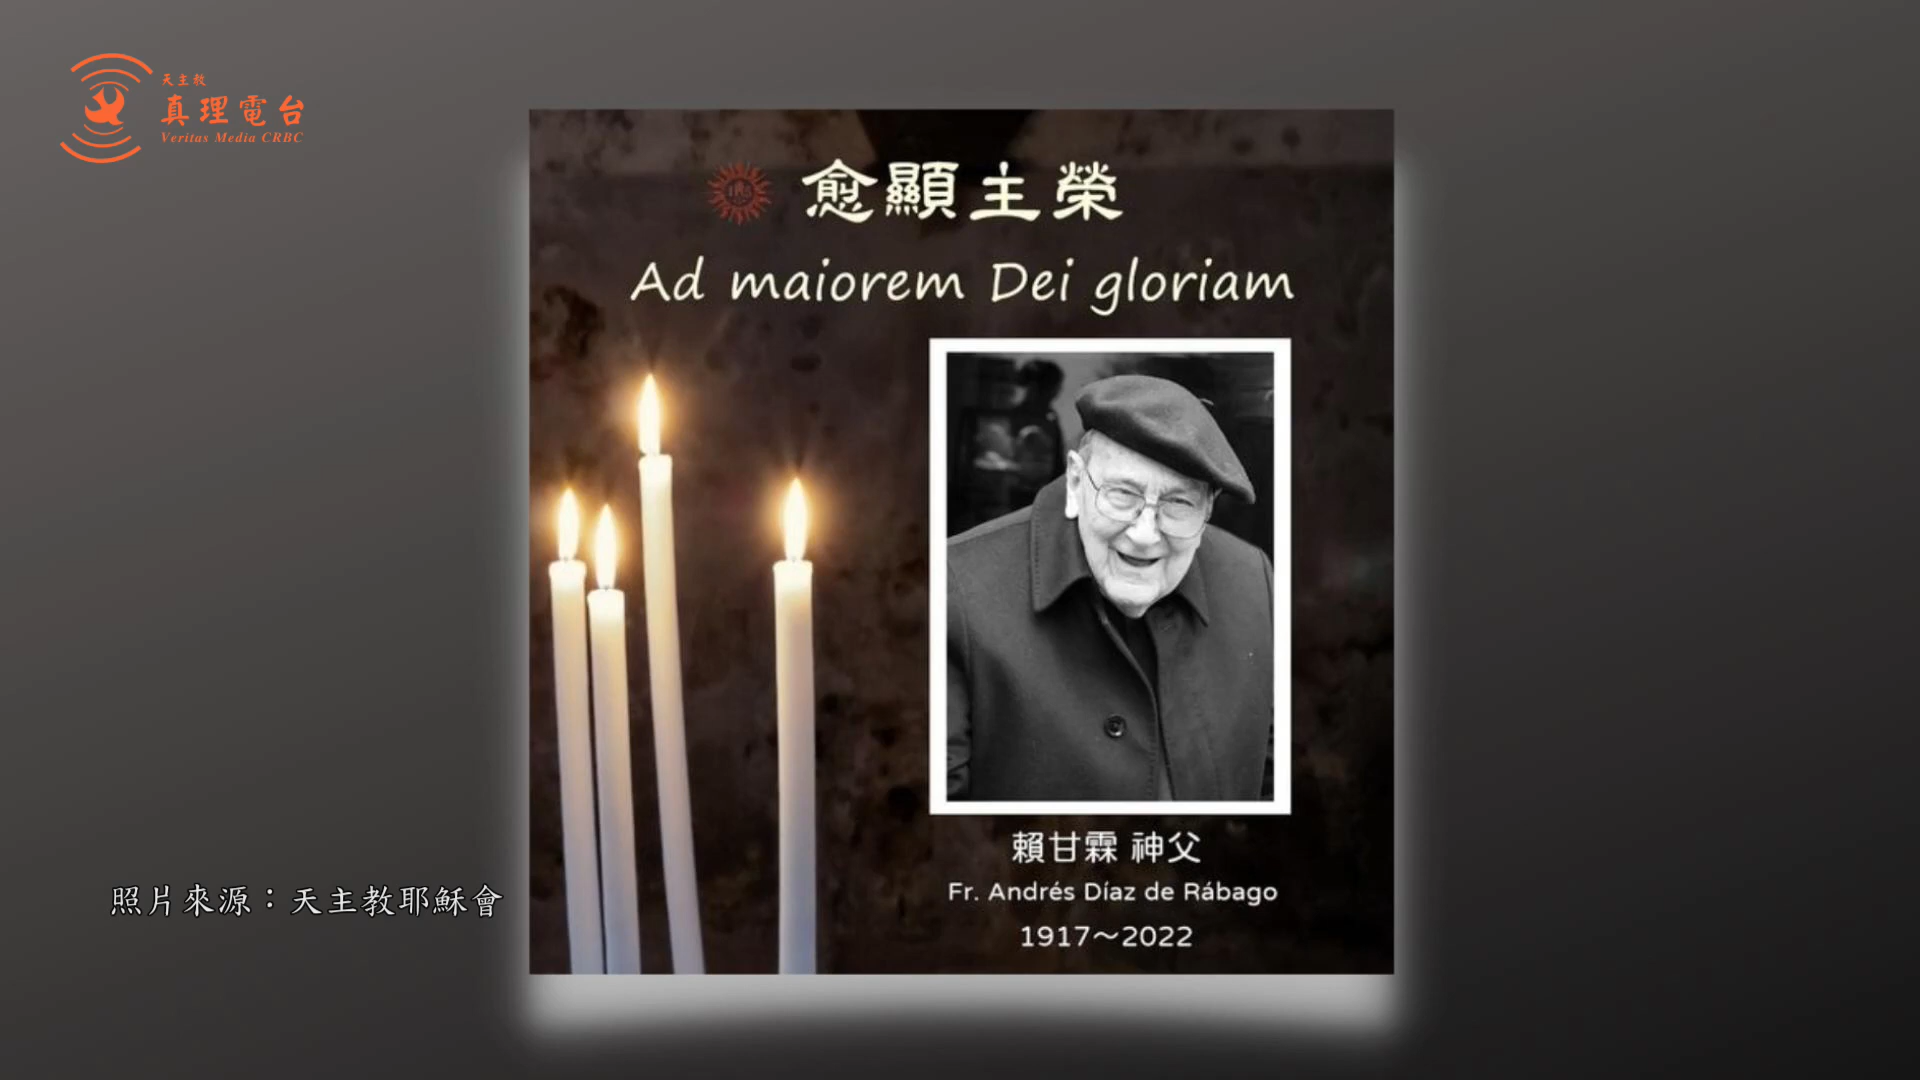 天主教
真理電台
Veritas Media CRBC
愈顯主榮
Ad maiorem Dei gloriam
賴甘霖 神父
Fr. Andrés Díaz de Rábago
1917～2022
照片來源：天主教耶穌會